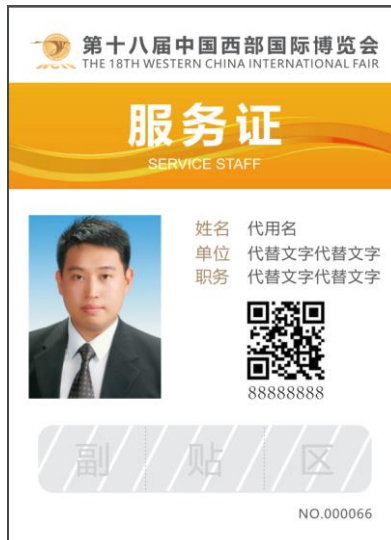 第十八届中国西部国际博览会
THE 18TH WESTERN CHINA INTERNATIONAL FAIR
服务证
SERVICE STAFF
姓名 代用名
单位 代替文字代替文字
职务 代替文字代替文字
88888888
副 贴 区
NO.000066